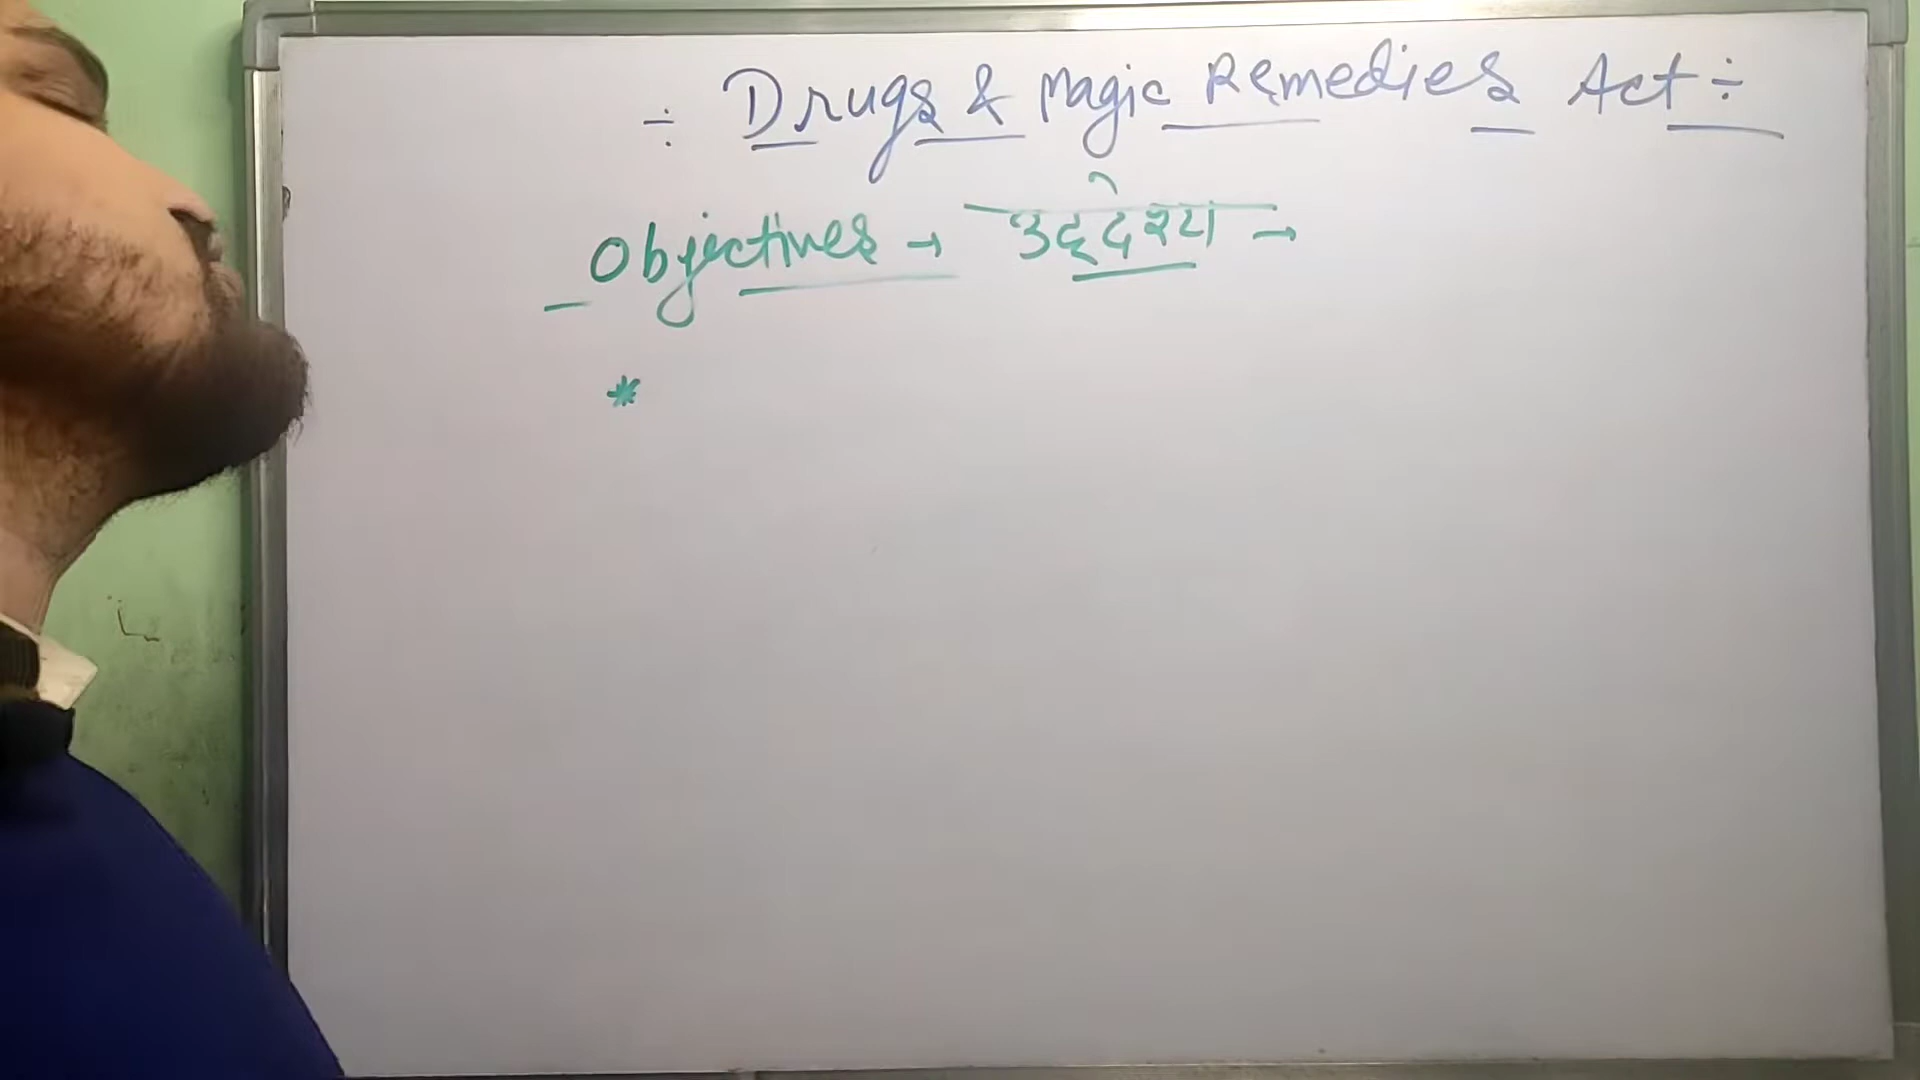 ÷ Drugs & Magic Remedies Act ÷
Objectives → उद्देश्य →
*